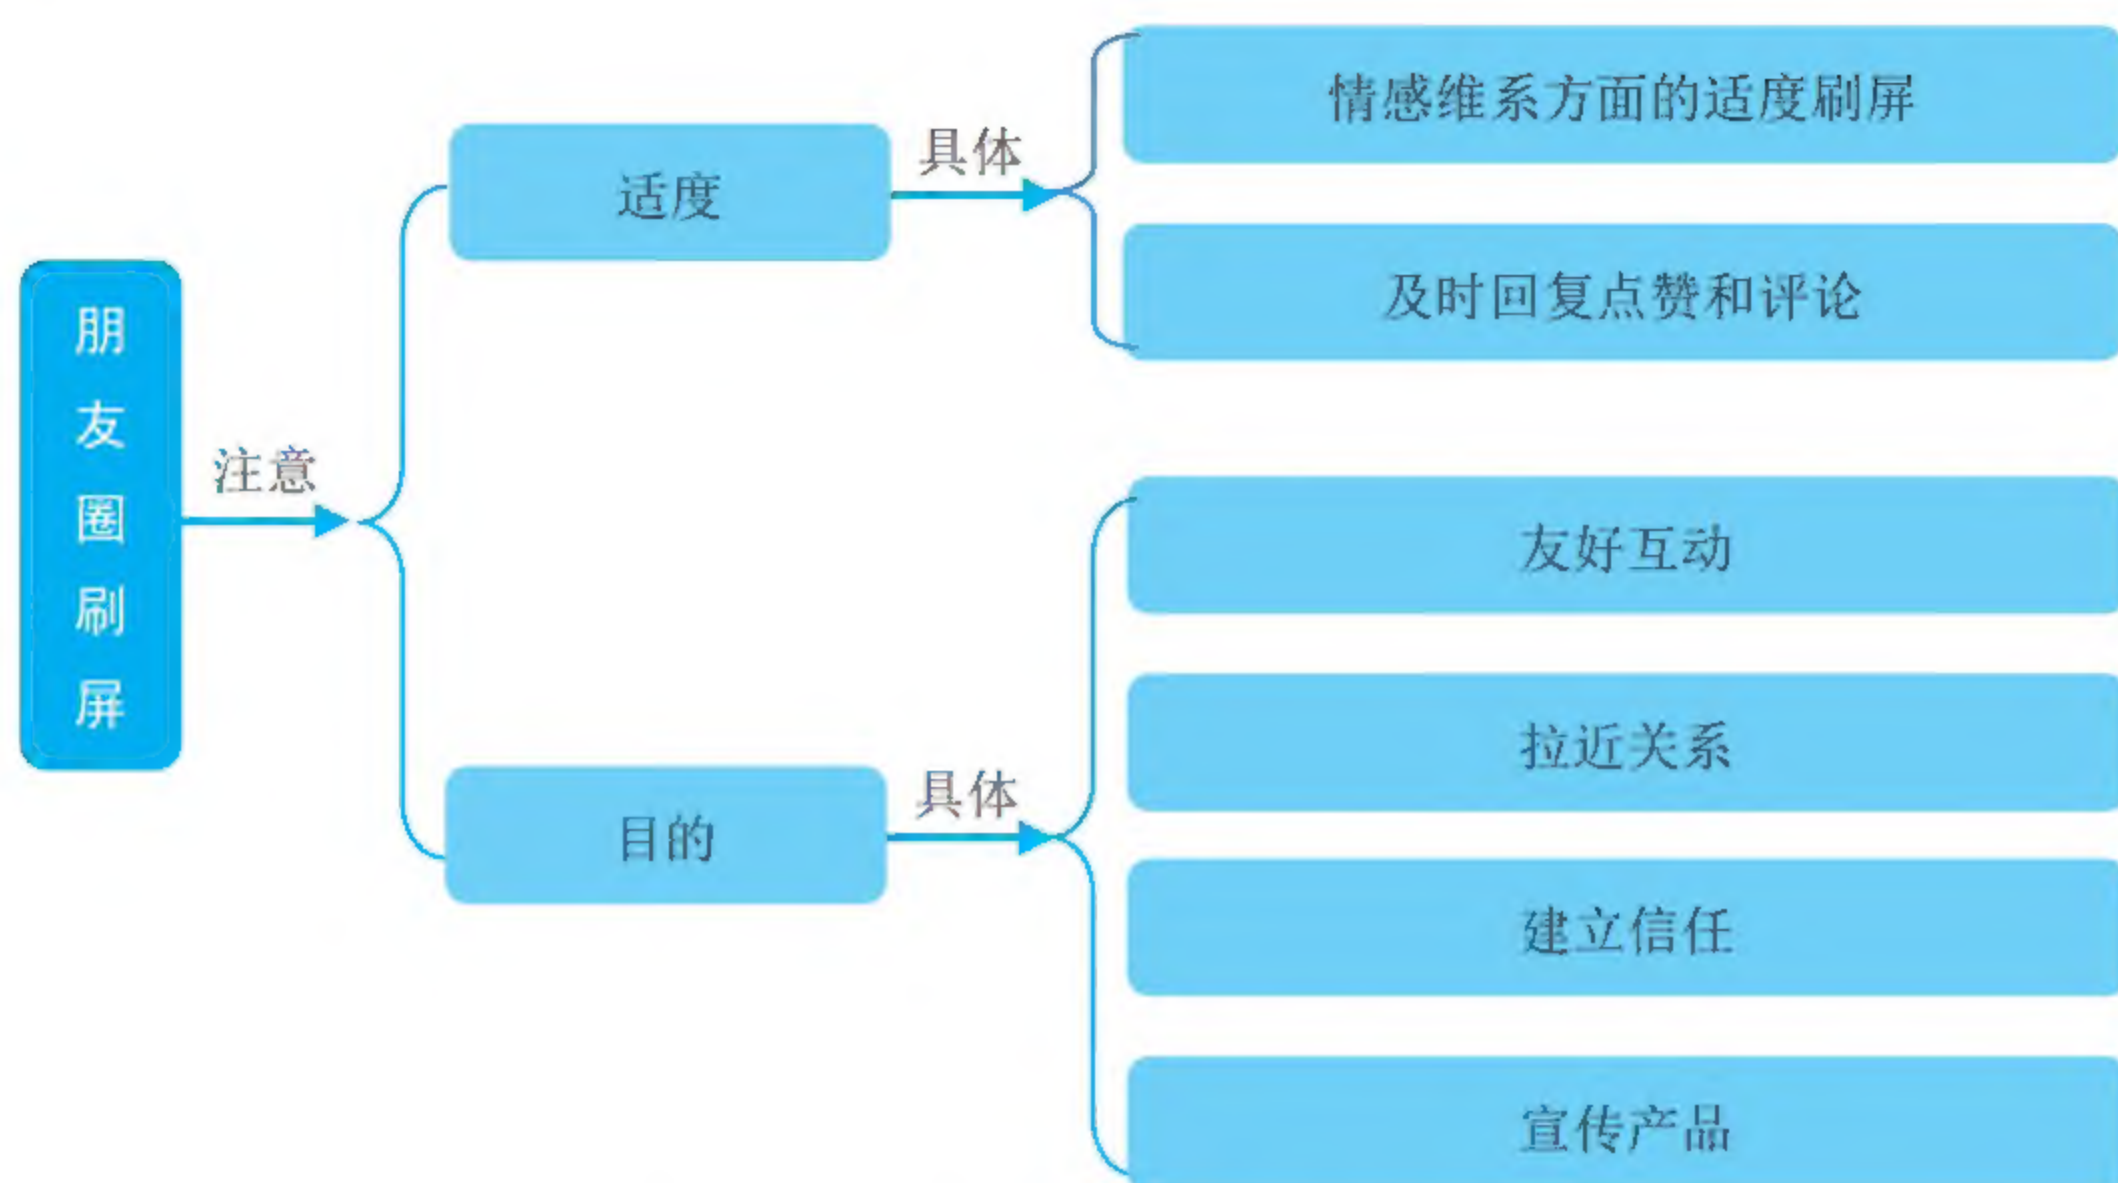 朋友圈刷屏
注意
适度
具体
情感维系方面的适度刷屏
及时回复点赞和评论
目的
具体
友好互动
拉近关系
建立信任
宣传产品